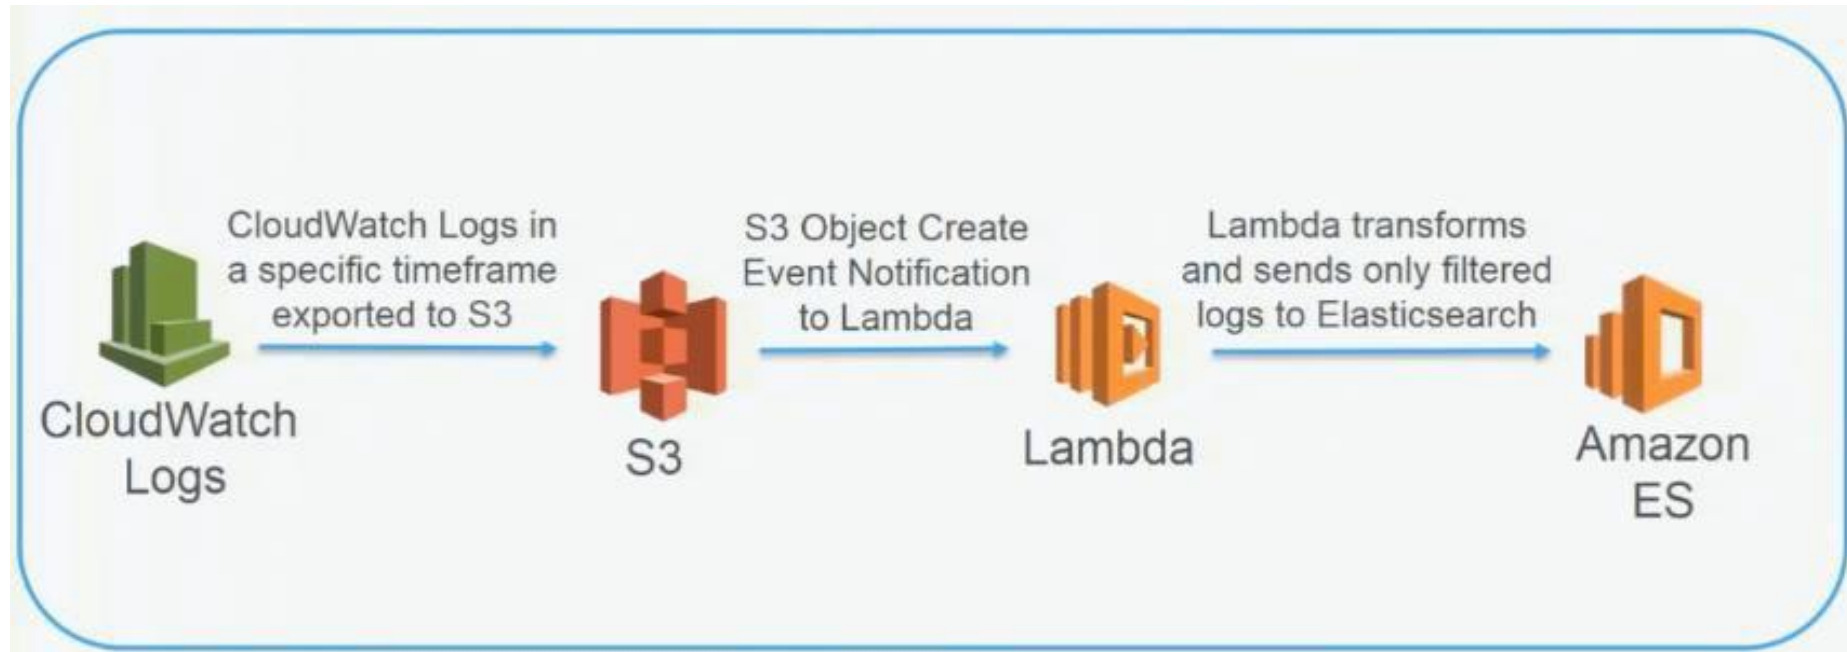 CloudWatch Logs in
a specific timeframe
exported to S3
S3 Object Create
Event Notification
to Lambda
Lambda transforms
and sends only filtered
logs to Elasticsearch
CloudWatch
Logs
S3
Lambda
Amazon
ES